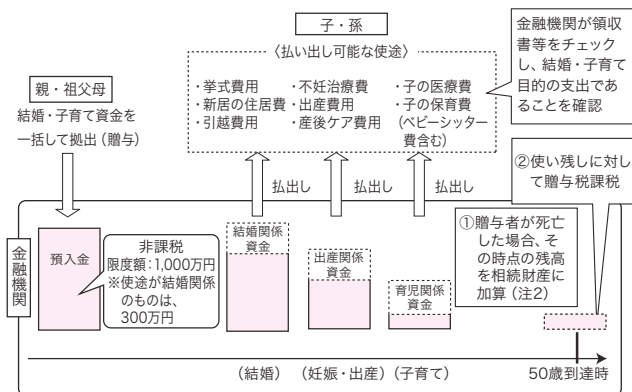 子・孫
〈払い出し可能な使途〉
・挙式費用
・新居の住居費
・引越費用
・不妊治療費
・出産費用
・産後ケア費用
・子の医療費
・子の保育費
(ベビーシッター
費含む)
金融機関が領収
書等をチェック
し、結婚・子育て
目的の支出であ
ることを確認
親・祖父母
結婚・子育て資金を
一括して拠出(贈与)
払出し
払出し
払出し
②使い残しに対し
て贈与税課税
金融機関
預入金
非課税
限度額:1,000万円
※使途が結婚関係
のものは、
300万円
結婚関係
資金
出産関係
資金
育児関係
資金
①贈与者が死亡
した場合、そ
の時点の残高
を相続財産に
加算(注2)
(結婚)
(妊娠・出産)
(子育て)
50歳到達時